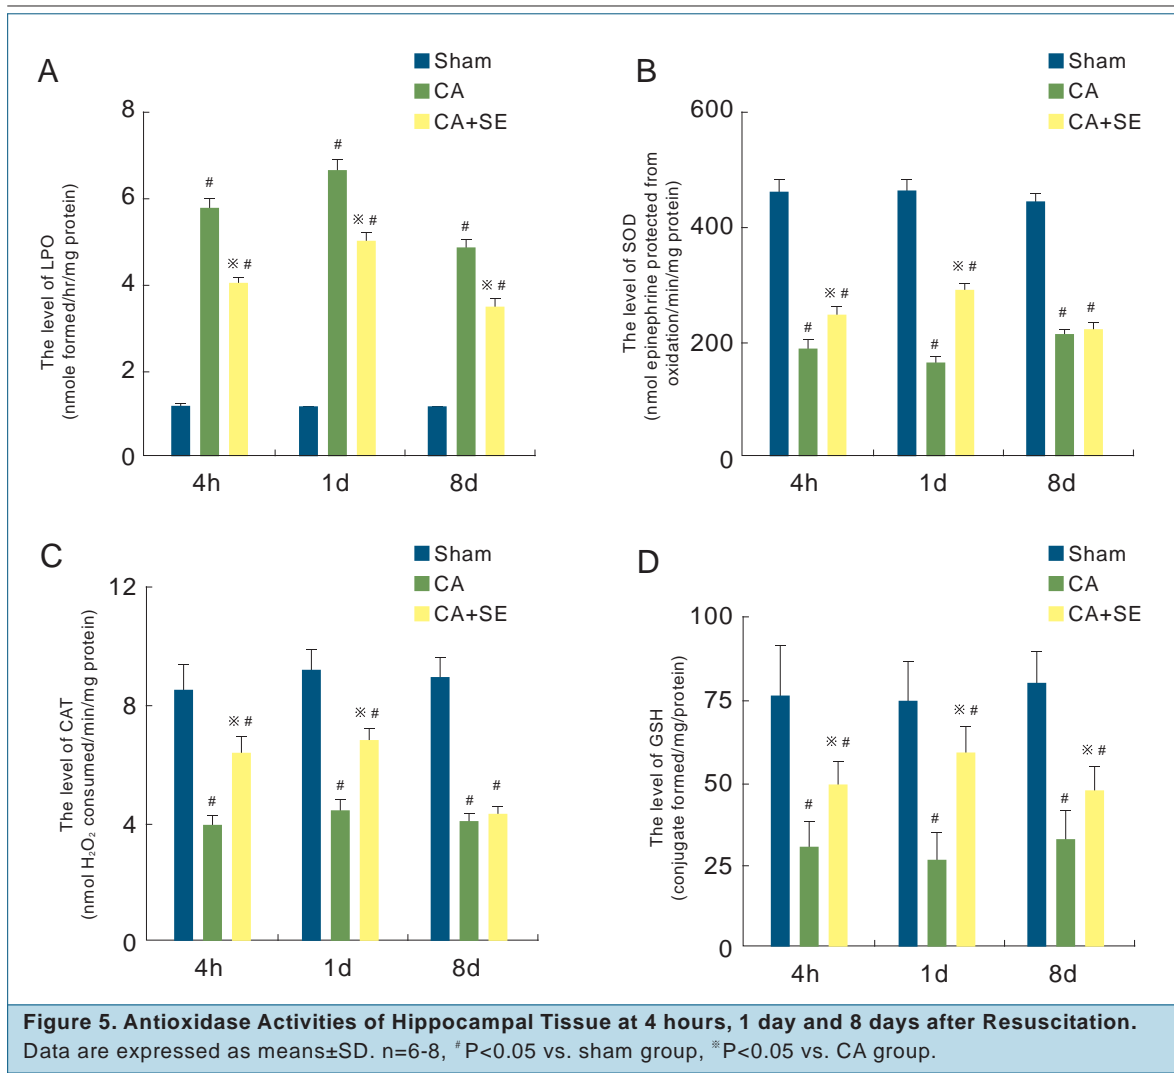 A
Sham
CA
CA+SE
8
6
4
2
0
The level of LPO
(nmole formed/hr/mg protein)
#
※ #
#
※ #
#
※ #
4h
1d
8d
B
Sham
CA
CA+SE
600
400
200
0
The level of SOD
(nmol epinephrine protected from
oxidation/min/mg protein)
#
※ #
#
※ #
#
#
4h
1d
8d
C
Sham
CA
CA+SE
12
8
4
0
The level of CAT
(nmol H₂O₂ consumed/min/mg protein)
#
※ #
#
※ #
#
#
4h
1d
8d
D
Sham
CA
CA+SE
100
75
50
25
0
The level of GSH
(conjugate formed/mg/protein)
#
※ #
#
※ #
#
※ #
4h
1d
8d
Figure 5. Antioxidase Activities of Hippocampal Tissue at 4 hours, 1 day and 8 days after Resuscitation.
Data are expressed as means±SD. n=6-8, #P<0.05 vs. sham group, ※P<0.05 vs. CA group.